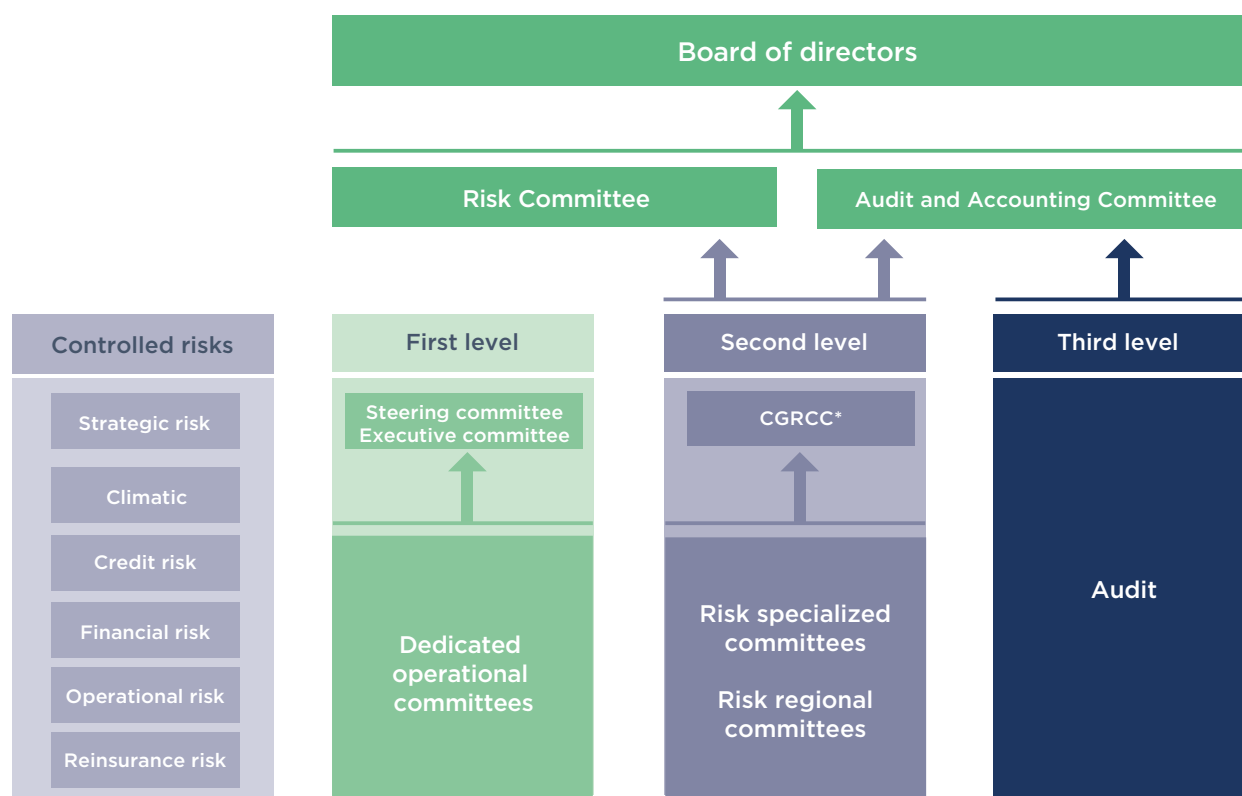 Board of directors
Risk Committee
Audit and Accounting Committee
Controlled risks
Strategic risk
Climatic
Credit risk
Financial risk
Operational risk
Reinsurance risk
First level
Steering committee
Executive committee
Dedicated
operational
committees
Second level
CGRCC*
Risk specialized
committees
Risk regional
committees
Third level
Audit